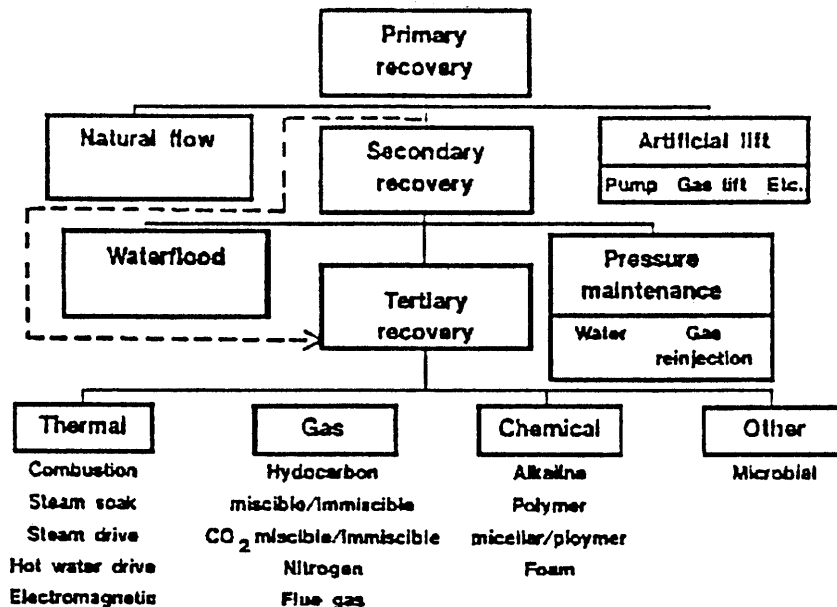 Primary
recovery
Natural flow
Secondary
recovery
Artificial lift
Pump Gas lift Etc.
Waterflood
Tertiary
recovery
Pressure
maintenance
Water Gas
reinjection
Thermal
Combustion
Steam soak
Steam drive
Hot water drive
Electromagnetic
Gas
Hydocarbon
miscible/immiscible
CO2 miscible/immiscible
Nitrogen
Flue gas
Chemical
Alkaline
Polymer
micellar/ploymer
Foam
Other
Microbial